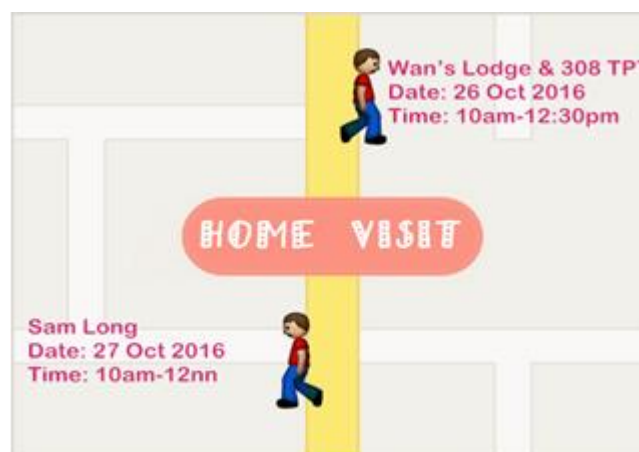 Wan's Lodge & 308 TPY
Date: 26 Oct 2016
Time: 10am-12:30pm
HOME VISIT
Sam Long
Date: 27 Oct 2016
Time: 10am-12nn